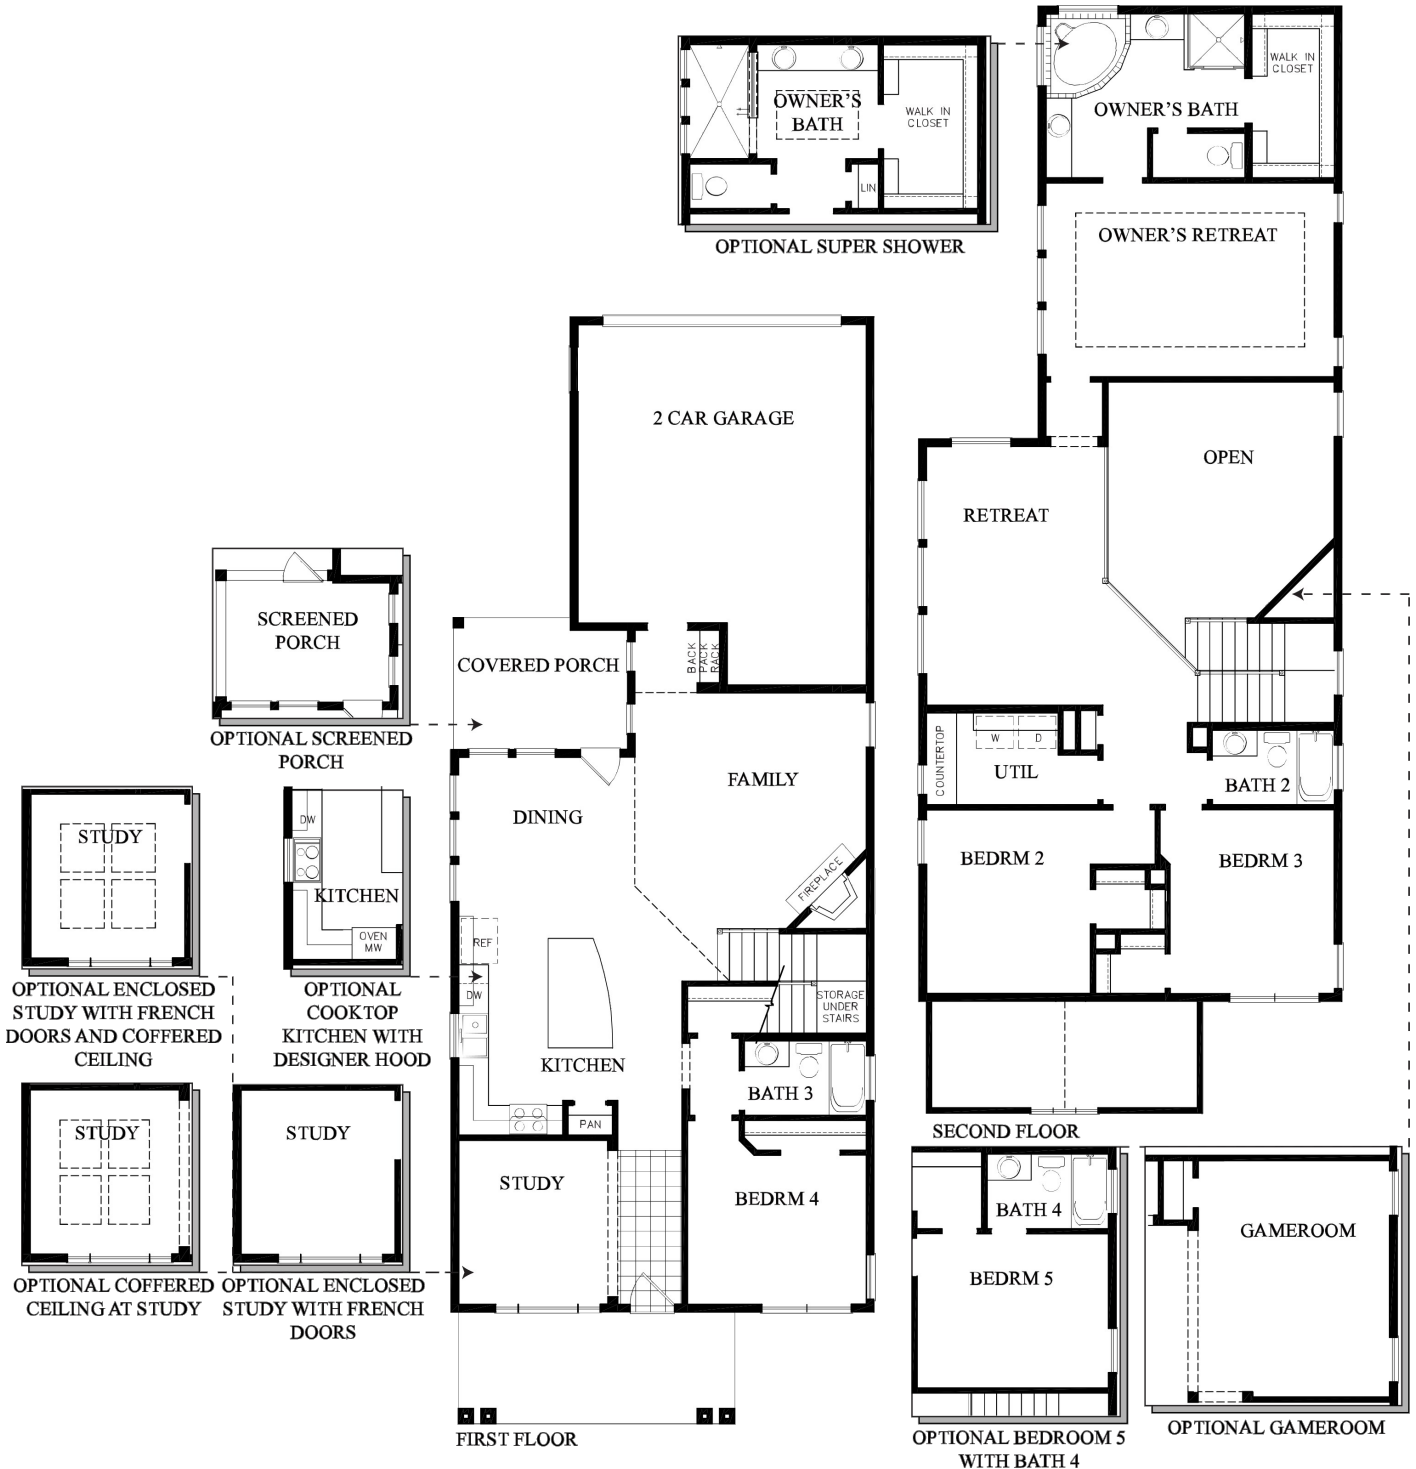 OWNER'S
BATH
WALK IN
CLOSET
LIN
OPTIONAL SUPER SHOWER
WALK IN
CLOSET
OWNER'S BATH
OWNER'S RETREAT
OPEN
RETREAT
COUNTERTOP
W
D
UTIL
BATH 2
BEDRM 2
BEDRM 3
SECOND FLOOR
2 CAR GARAGE
BACK
PACK
RACK
COVERED PORCH
FAMILY
DINING
FIREPLACE
REF
DW
STORAGE
UNDER
STAIRS
KITCHEN
BATH 3
PAN
STUDY
BEDRM 4
FIRST FLOOR
SCREENED
PORCH
OPTIONAL SCREENED
PORCH
STUDY
OPTIONAL ENCLOSED
STUDY WITH FRENCH
DOORS AND COFFERED
CEILING
DW
KITCHEN
OVEN
MW
OPTIONAL
COOKTOP
KITCHEN WITH
DESIGNER HOOD
STUDY
OPTIONAL COFFERED
CEILING AT STUDY
STUDY
OPTIONAL ENCLOSED
STUDY WITH FRENCH
DOORS
BATH 4
BEDRM 5
OPTIONAL BEDROOM 5
WITH BATH 4
GAMEROOM
OPTIONAL GAMEROOM